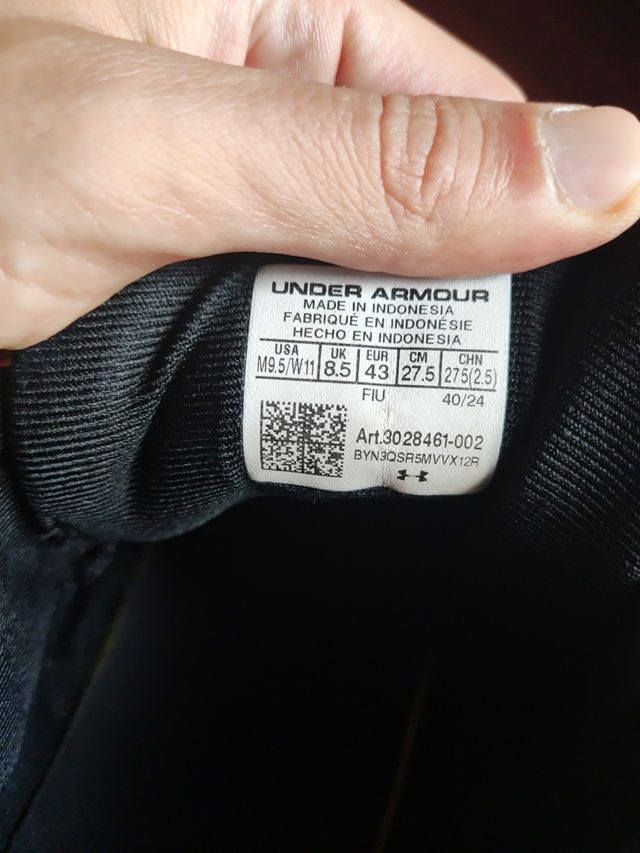 UNDER ARMOUR
MADE IN INDONESIA
FABRIQUÉ EN INDONÉSIE
HECHO EN INDONESIA
USA UK EUR CM CHN
M9.5/W11 8.5 43 27.5 275(2.5)
FIU 40/24
Art.3028461-002
BYN3QSR5MVVX12R